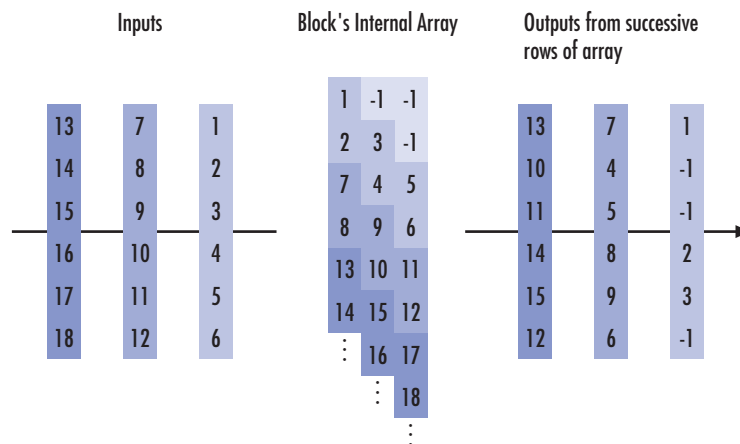 Inputs
Block's Internal Array
Outputs from successive
rows of array
13 7 1
14 8 2
15 9 3
16 10 4
17 11 5
18 12 6
1 -1 -1
2 3 -1
7 4 5
8 9 6
13 10 11
14 15 12
⋮ 16 17
⋮ 18
⋮
13 7 1
10 4 -1
11 5 -1
14 8 2
15 9 3
12 6 -1